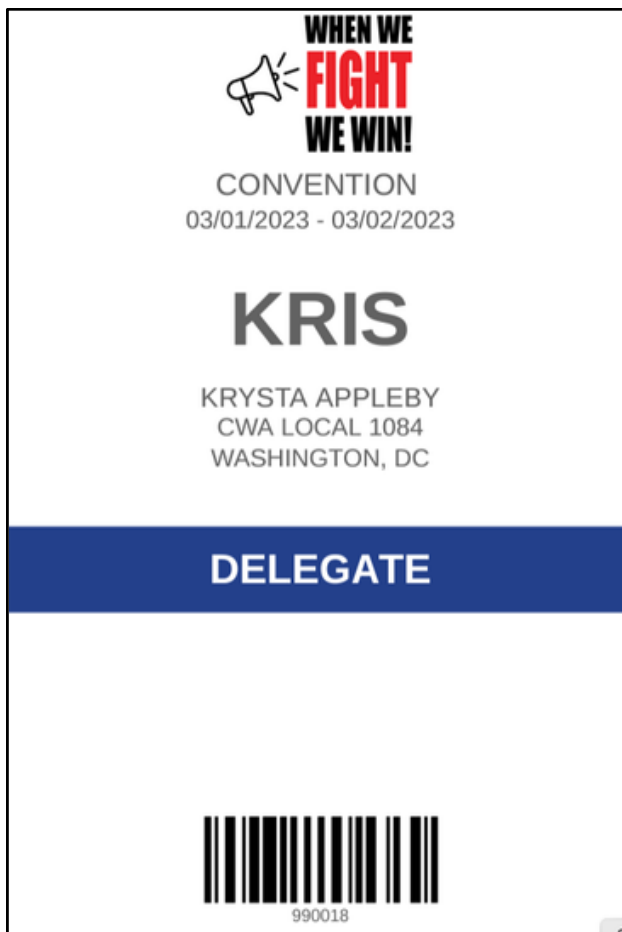 WHEN WE
FIGHT
WE WIN!
CONVENTION
03/01/2023 - 03/02/2023
KRIS
KRYSTA APPLEBY
CWA LOCAL 1084
WASHINGTON, DC
DELEGATE
990018